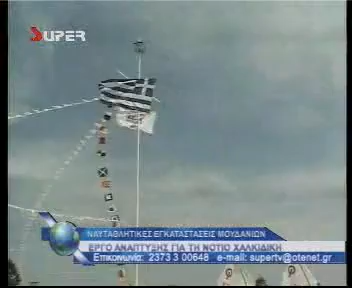 SUPER
ΝΑΥΤΑΘΛΗΤΙΚΕΣ ΕΓΚΑΤΑΣΤΑΣΕΙΣ ΜΟΥΔΑΝΙΩΝ
ΕΡΓΟ ΑΝΑΠΤΥΞΗΣ ΓΙΑ ΤΗ ΝΟΤΙΟ ΧΑΛΚΙΔΙΚΗ
Επικοινωνία: 2373 3 00648 e-mail: supertv@otenet.gr